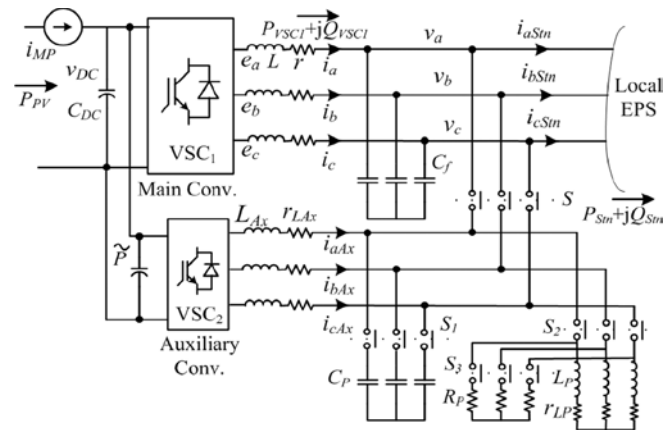 P_VSC1+jQ_VSC1
i_MP
e_a L r i_a v_a i_aStn
v_DC
P_PV
C_DC
e_b i_b v_b i_bStn
Local
EPS
e_c i_c v_c i_cStn
VSC_1
C_f
Main Conv.
S
P_Stn+jQ_Stn
L_Ax r_LAx
i_aAx
P̃
i_bAx
VSC_2
i_cAx
S_1 S_2
Auxiliary
Conv.
C_P
S_3
L_P
R_P
r_LP